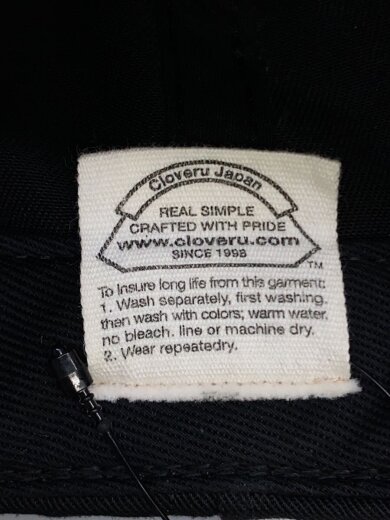 Cloveru Japan
REAL SIMPLE
CRAFTED WITH PRIDE
www.cloveru.com
SINCE 1998
TM
To Insure long life from this garment:
1. Wash separately, first washing.
then wash with colors; warm water.
no bleach. line or machine dry.
2. Wear repeatedry.